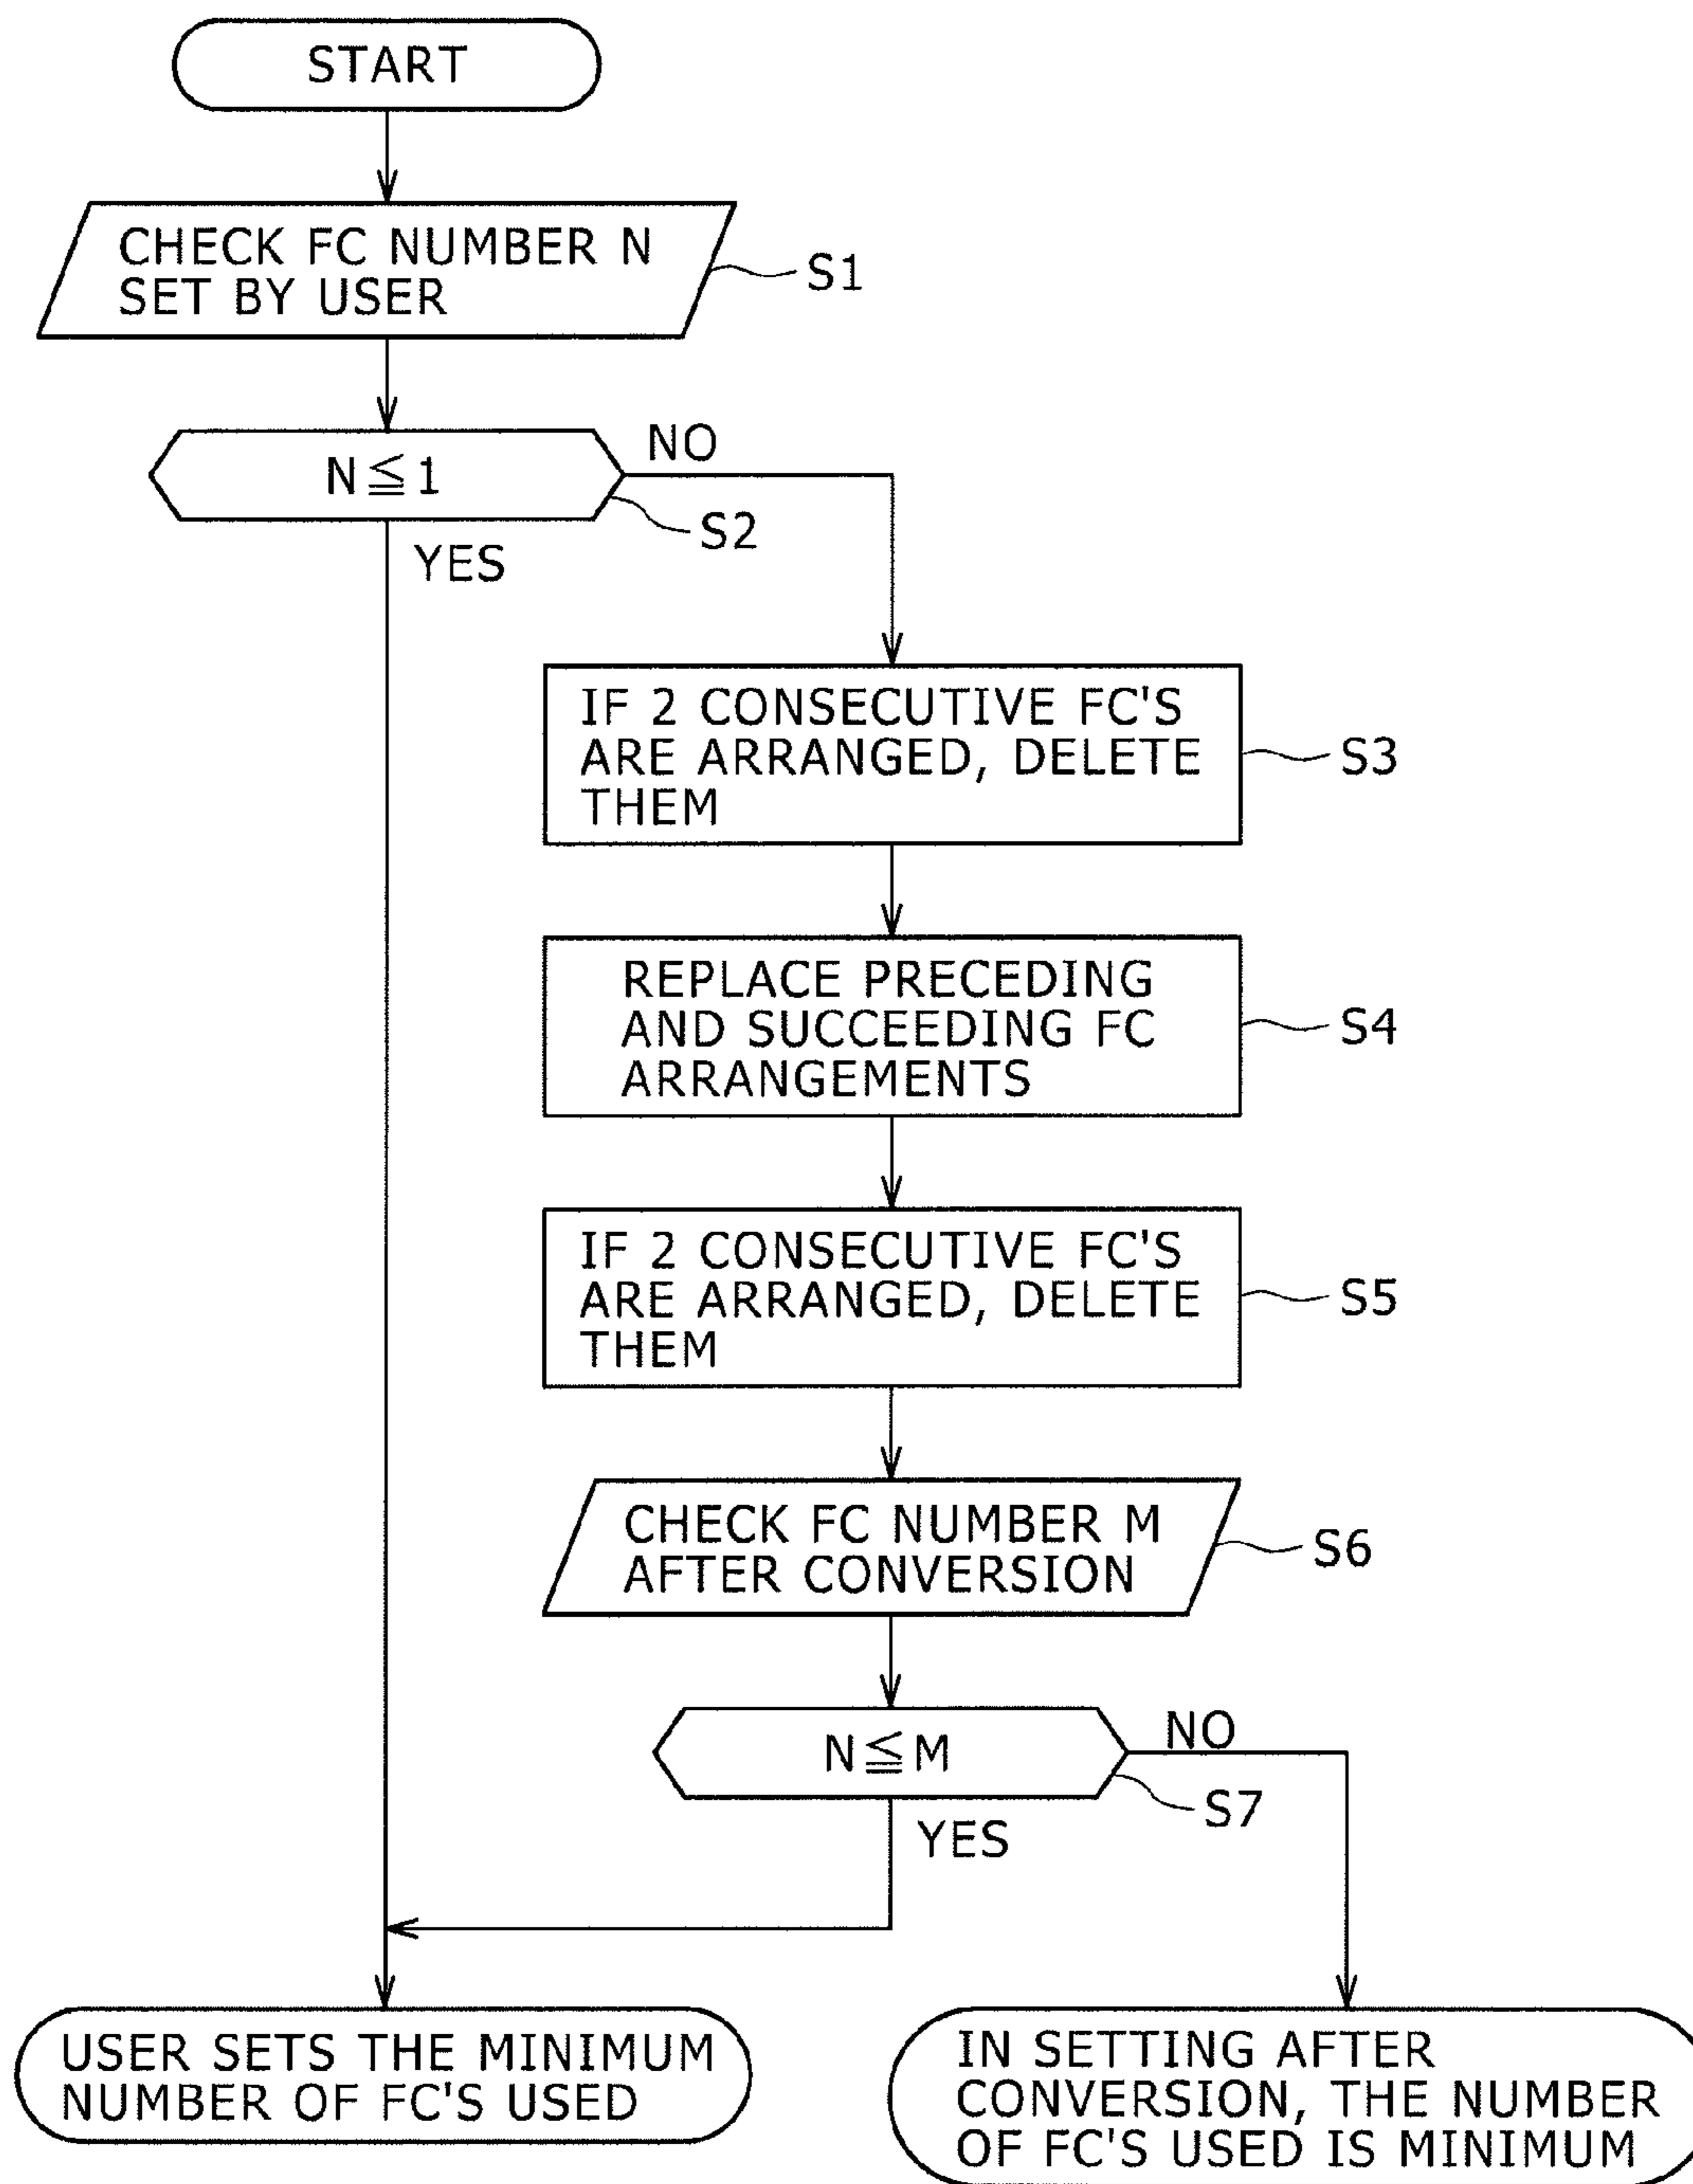 START
CHECK FC NUMBER N
SET BY USER
S1
N≦1
NO
S2
YES
IF 2 CONSECUTIVE FC'S
ARE ARRANGED, DELETE
THEM
S3
REPLACE PRECEDING
AND SUCCEEDING FC
ARRANGEMENTS
S4
IF 2 CONSECUTIVE FC'S
ARE ARRANGED, DELETE
THEM
S5
CHECK FC NUMBER M
AFTER CONVERSION
S6
N≦M
NO
S7
YES
USER SETS THE MINIMUM
NUMBER OF FC'S USED
IN SETTING AFTER
CONVERSION, THE NUMBER
OF FC'S USED IS MINIMUM